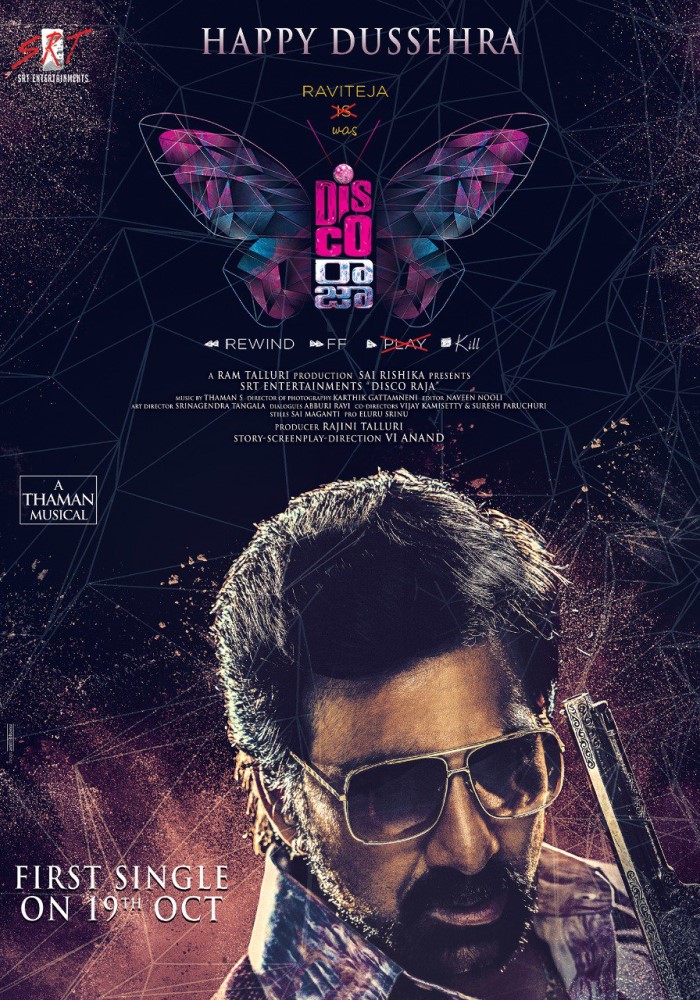 SRT
SRT ENTERTAINMENTS
HAPPY DUSSEHRA
RAVITEJA
IS
was
DISCO
రాజా
REWIND FF PLAY Kill
A RAM TALLURI PRODUCTION SAI RISHIKA PRESENTS
SRT ENTERTAINMENTS "DISCO RAJA"
MUSIC BY THAMAN S. DIRECTOR OF PHOTOGRAPHY KARTHIK GATTAMNENI EDITOR NAVEEN NOOLI
ART DIRECTOR SRINAGENDRA TANGALA DIALOGUES ABBURI RAVI CO-DIRECTORS VIJAY KAMISETTY & SURESH PARUCHURI
STILLS SAI MAGANTI PRO ELURU SRINU
PRODUCER RAJINI TALLURI
STORY-SCREENPLAY-DIRECTION VI ANAND
A
THAMAN
MUSICAL
FIRST SINGLE
ON 19TH OCT